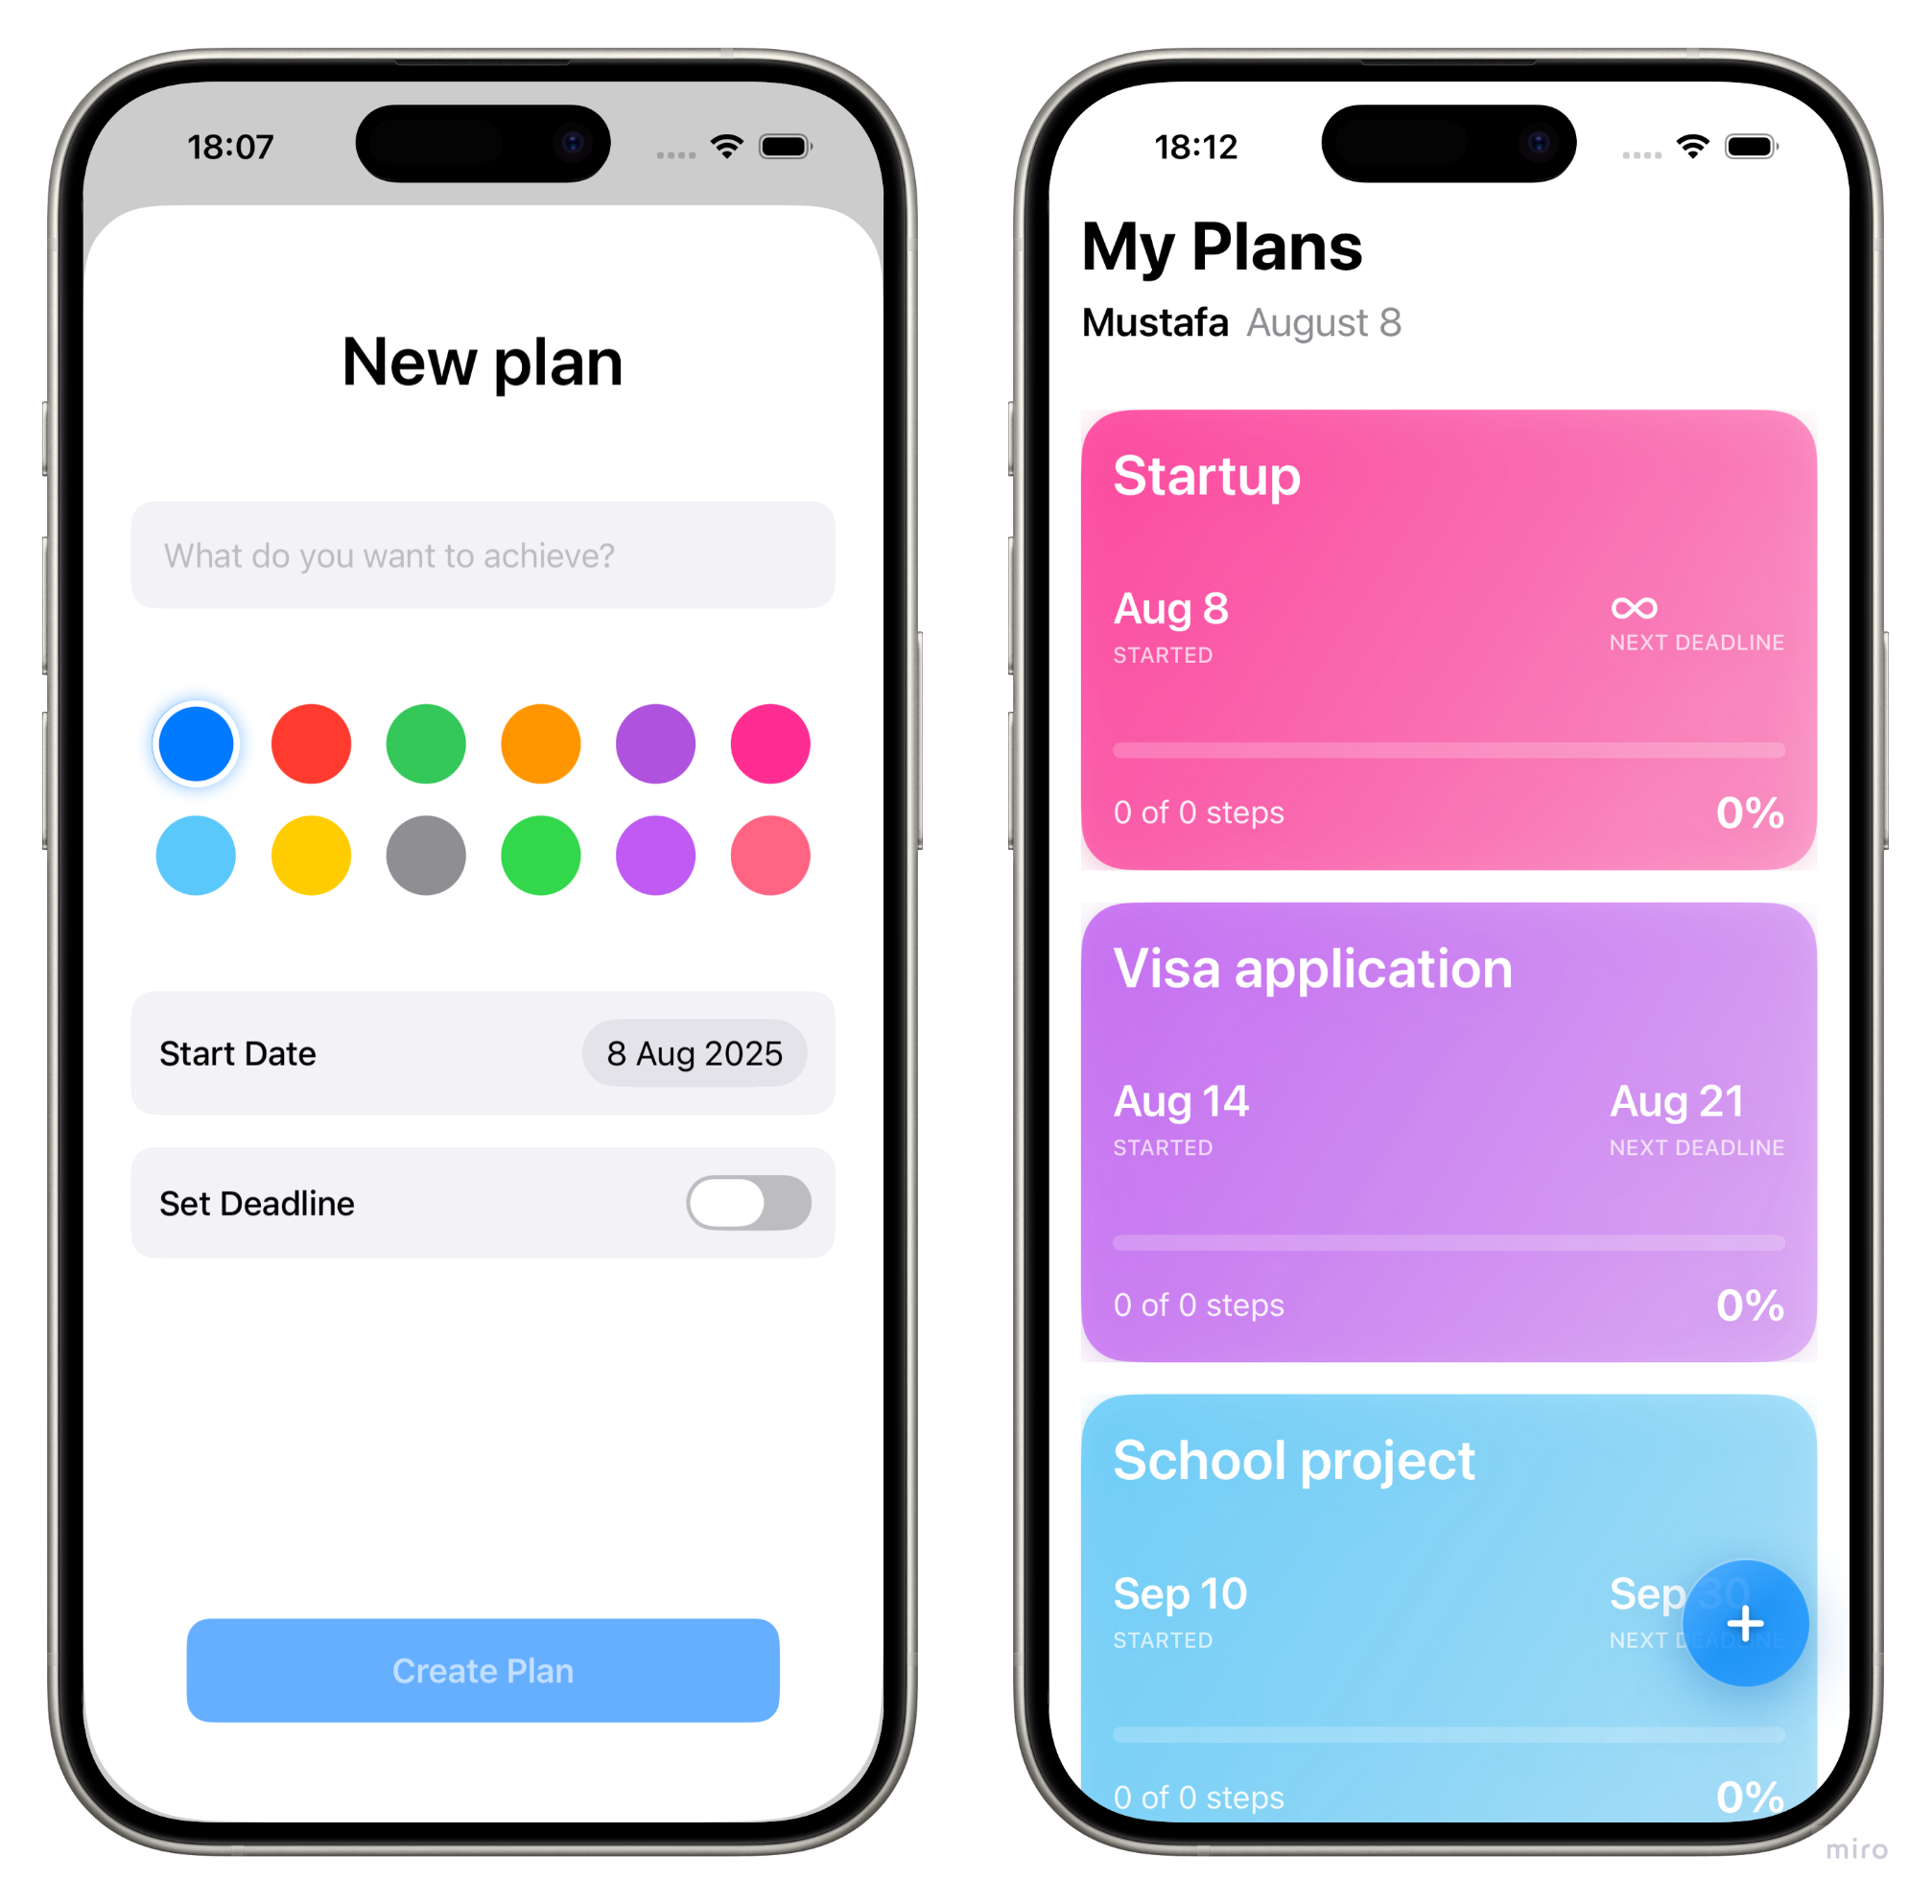 18:07
New plan
What do you want to achieve?
Start Date
8 Aug 2025
Set Deadline
Create Plan
18:12
My Plans
Mustafa August 8
Startup
Aug 8
∞
STARTED
NEXT DEADLINE
0 of 0 steps
0%
Visa application
Aug 14
Aug 21
STARTED
NEXT DEADLINE
0 of 0 steps
0%
School project
Sep 10
Sep 30
STARTED
NEXT DEADLINE
+
0 of 0 steps
0%
miro